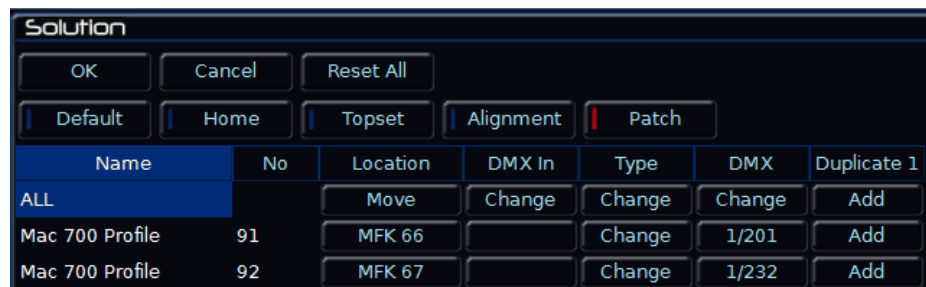 Solution
OK Cancel Reset All
Default Home Topset Alignment Patch
Name No Location DMX In Type DMX Duplicate 1
ALL Move Change Change Change Add
Mac 700 Profile 91 MFK 66 Change 1/201 Add
Mac 700 Profile 92 MFK 67 Change 1/232 Add